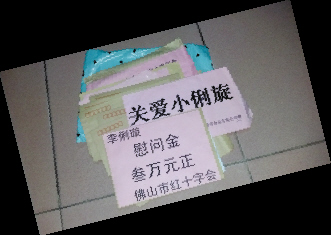 关爱小俐旋
李俐璇
慰问金
叁万元正
佛山市红十字会